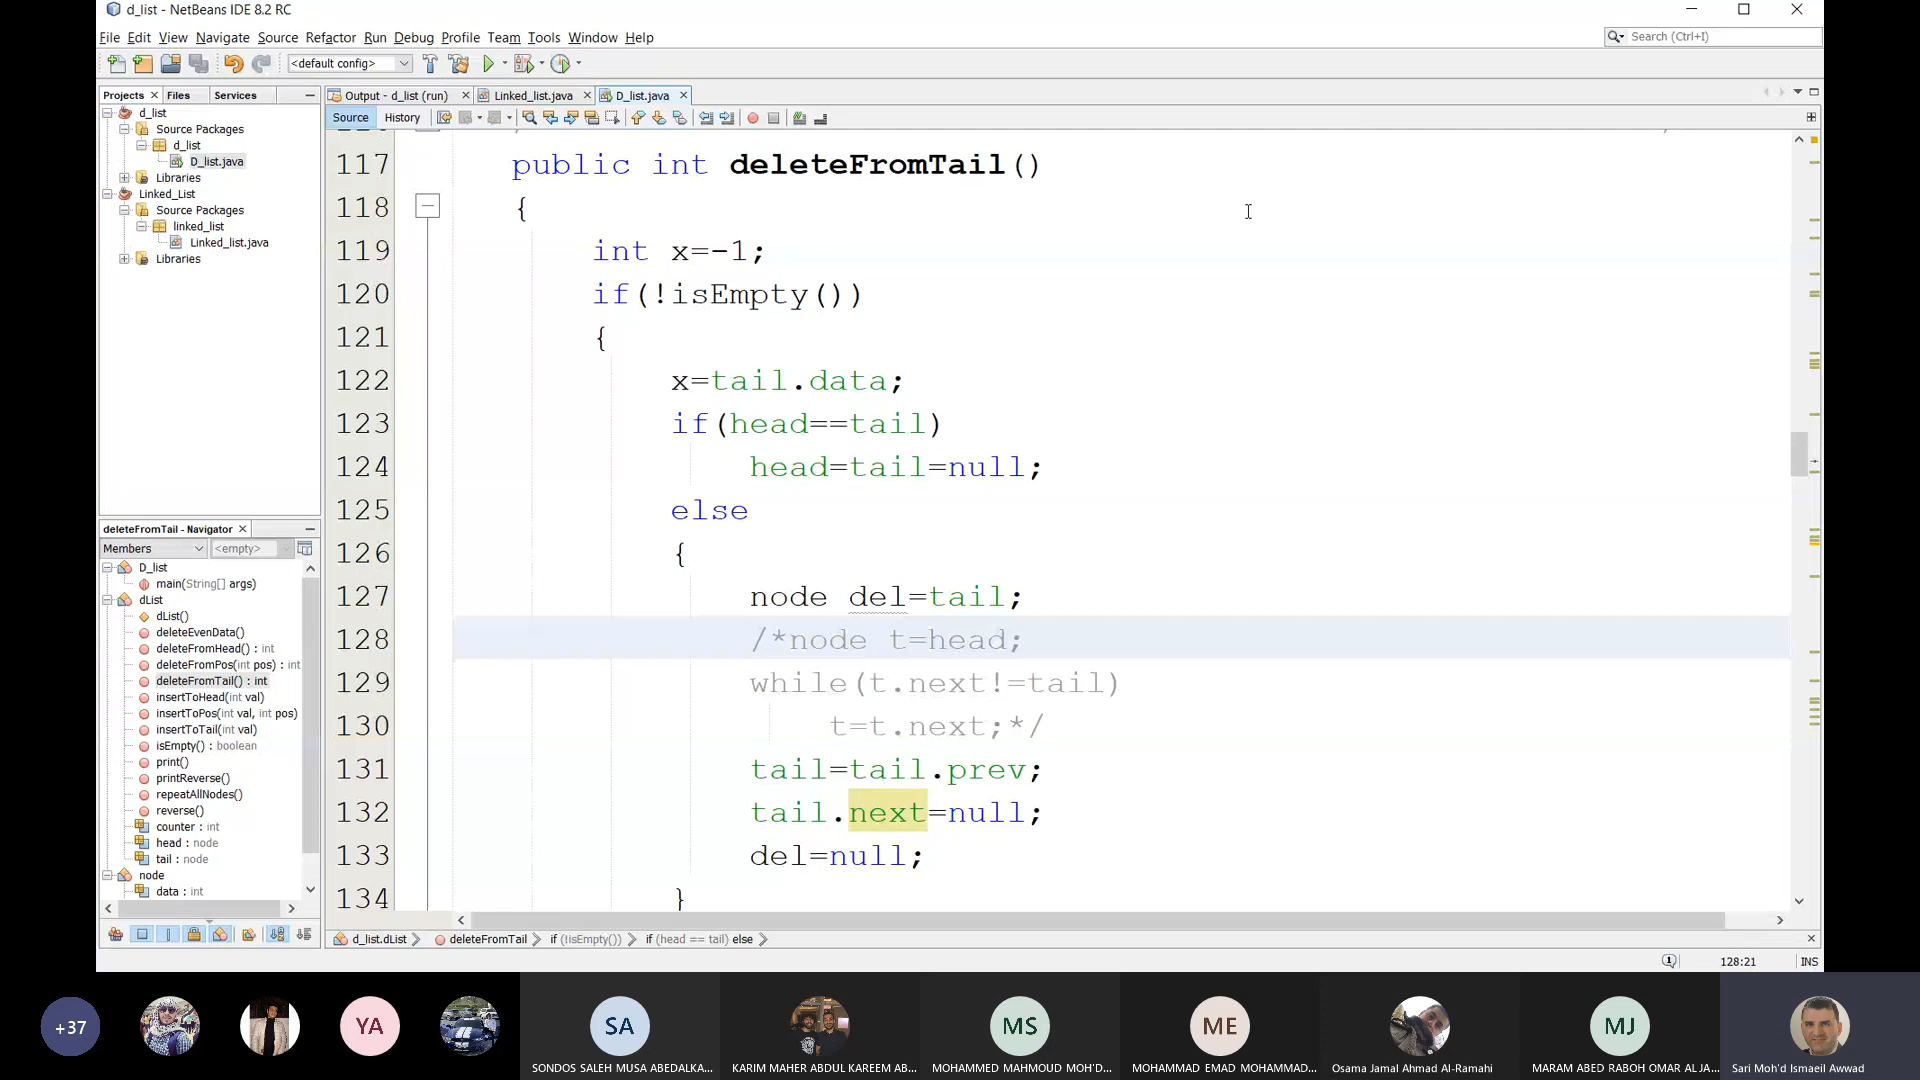 d_list - NetBeans IDE 8.2 RC
File Edit View Navigate Source Refactor Run Debug Profile Team Tools Window Help
Search (Ctrl+I)
<default config>
Projects Files Services
Output - d_list (run) Linked_list.java D_list.java
d_list
Source Packages
d_list
D_list.java
Libraries
Linked_List
Source Packages
linked_list
Linked_list.java
Libraries
Source History
117 public int deleteFromTail()
118 {
119 int x=-1;
120 if(!isEmpty())
121 {
122 x=tail.data;
123 if(head==tail)
124 head=tail=null;
125 else
126 {
127 node del=tail;
128 /*node t=head;
129 while(t.next!=tail)
130 t=t.next;*/
131 tail=tail.prev;
132 tail.next=null;
133 del=null;
134 }
deleteFromTail - Navigator
Members <empty>
D_list
main(String[] args)
dList
dList()
deleteEvenData()
deleteFromHead() : int
deleteFromPos(int pos) : int
deleteFromTail() : int
insertToHead(int val)
insertToPos(int val, int pos)
insertToTail(int val)
isEmpty() : boolean
print()
printReverse()
repeatAllNodes()
reverse()
counter : int
head : node
tail : node
node
data : int
d_list.dList deleteFromTail if (!isEmpty()) if (head == tail) else
128:21 INS
+37 YA SA MS ME MJ
SONDOS SALEH MUSA ABEDALKA... KARIM MAHER ABDUL KAREEM AB... MOHAMMED MAHMOUD MOH'D... MOHAMMAD EMAD MOHAMMAD... Osama Jamal Ahmad Al-Ramahi MARAM ABED RABOH OMAR AL JA... Sari Moh'd Ismaeil Awwad